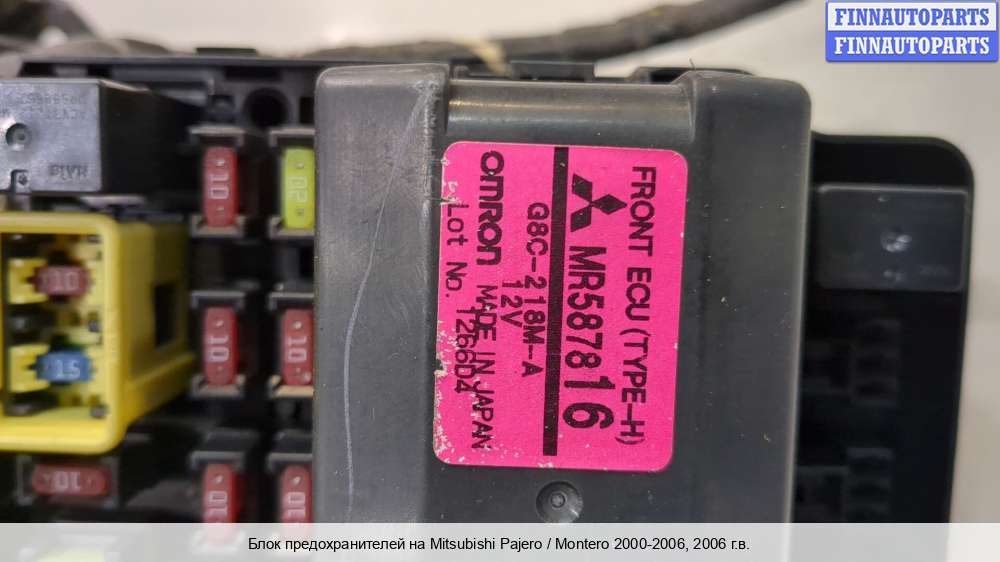 FINNAUTOPARTS
FINNAUTOPARTS
FRONT ECU (TYPE-H)
MR587816
Q8C-218M-A
12V
OMRON MADE IN JAPAN
Lot No. 1266D4
10
20
10
15
10
10
10
10
10
Блок предохранителей на Mitsubishi Pajero / Montero 2000-2006, 2006 г.в.